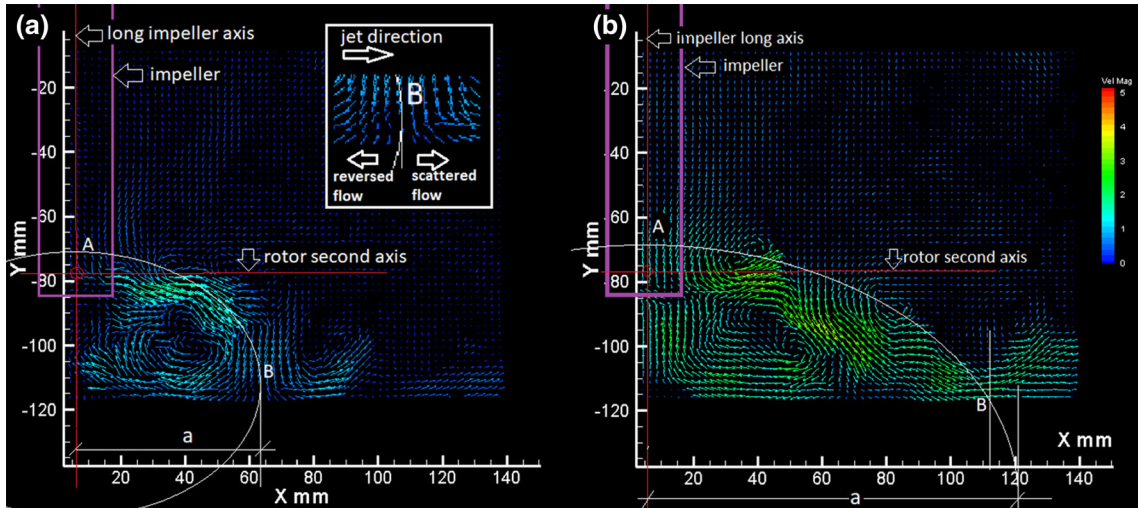 (a)
long impeller axis
impeller
jet direction
B
reversed
flow
scattered
flow
-20
-40
-60
-80
-100
-120
Y mm
A
rotor second axis
B
a
20
40
60
80
100
120
140
X mm
(b)
impeller long axis
impeller
Vel Mag
5
4
3
2
1
0
-20
-40
-60
-80
-100
-120
Y mm
A
rotor second axis
B
X mm
20
40
60
80
100
120
140
a